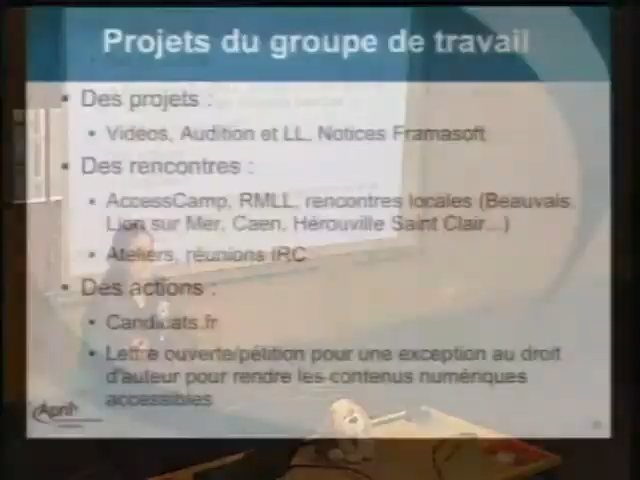 Projets du groupe de travail
• Des projets :
• Vidéos, Audition et LL, Notices Framasoft
• Des rencontres :
• AccessCamp, RMLL, rencontres locales (Beauvais,
Lion sur Mer, Caen, Hérouville Saint Clair...)
• Ateliers, réunions IRC
• Des actions :
• Candidats.fr
• Lettre ouverte/pétition pour une exception au droit
d'auteur pour rendre les contenus numériques
accessibles
April